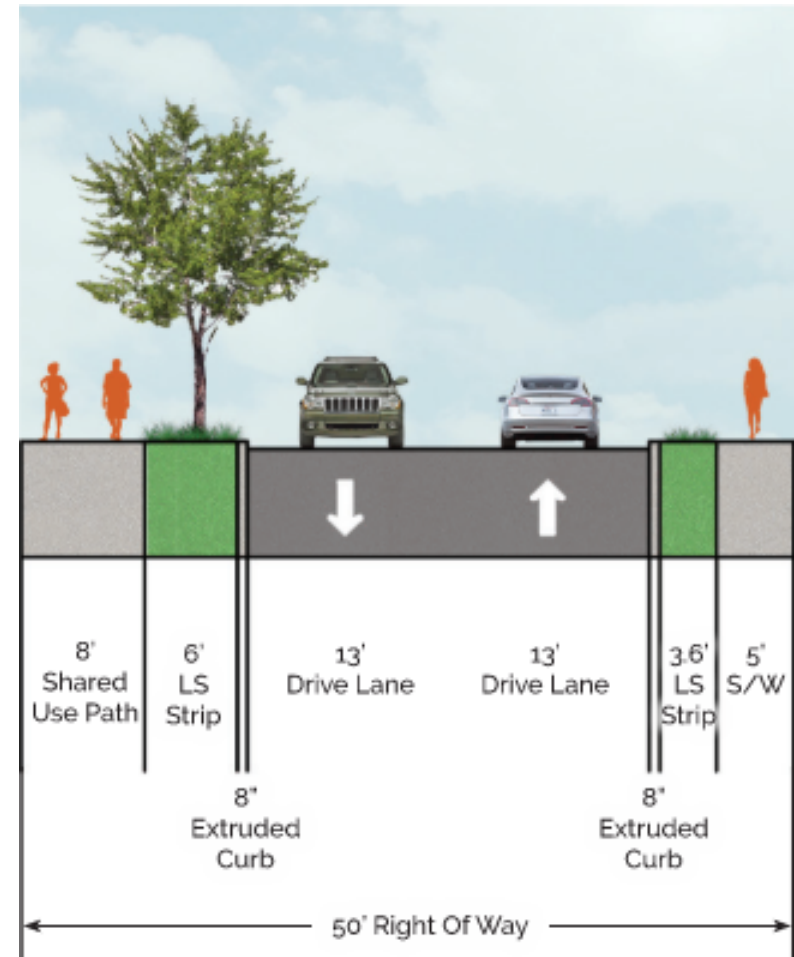 8'
Shared
Use Path
6'
LS
Strip
13'
Drive Lane
13'
Drive Lane
3.6'
LS
Strip
5'
S/W
8"
Extruded
Curb
8"
Extruded
Curb
50' Right Of Way